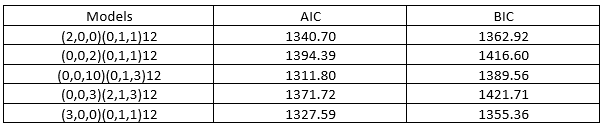 Models AIC BIC
(2,0,0)(0,1,1)12 1340.70 1362.92
(0,0,2)(0,1,1)12 1394.39 1416.60
(0,0,10)(0,1,3)12 1311.80 1389.56
(0,0,3)(2,1,3)12 1371.72 1421.71
(3,0,0)(0,1,1)12 1327.59 1355.36